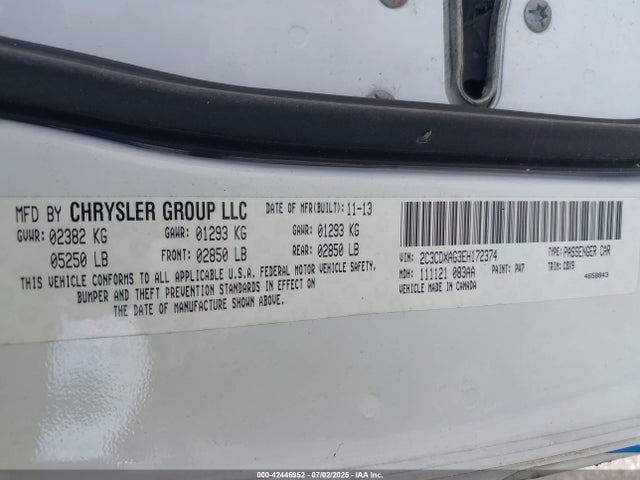 MFD BY CHRYSLER GROUP LLC DATE OF MFR(BUILT): 11-13
GVWR: 02382 KG GAWR: 01293 KG GAWR: 01293 KG
05250 LB FRONT: 02850 LB REAR: 02850 LB
THIS VEHICLE CONFORMS TO ALL APPLICABLE U.S.A. FEDERAL MOTOR VEHICLE SAFETY,
BUMPER AND THEFT PREVENTION STANDARDS IN EFFECT ON
THE DATE OF MANUFACTURE SHOWN ABOVE.
VIN: 2C3CDXAG3EH172374 TYPE: PASSENGER CAR
MDH: 111121 083AA PAINT: PW7 TRIM: CDX9
VEHICLE MADE IN CANADA 4658843
000-42446952 - 07/02/2025 - IAA Inc.